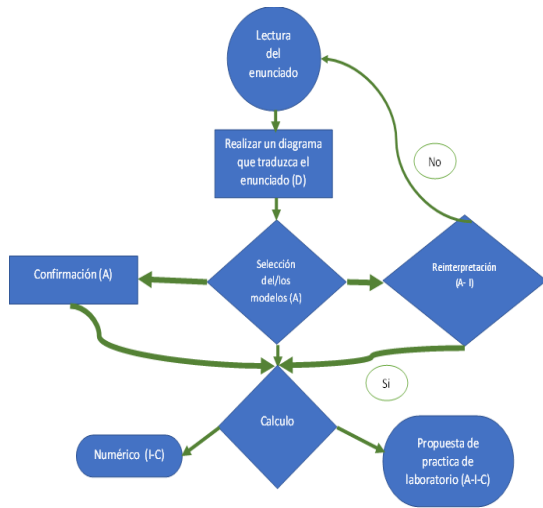 Lectura
del
enunciado
Realizar un diagrama
que traduzca el
enunciado (D)
No
Selección
del/los
modelos (A)
Confirmación (A)
Reinterpretación
(A- I)
Si
Calculo
Numérico (I-C)
Propuesta de
practica de
laboratorio (A-I-C)